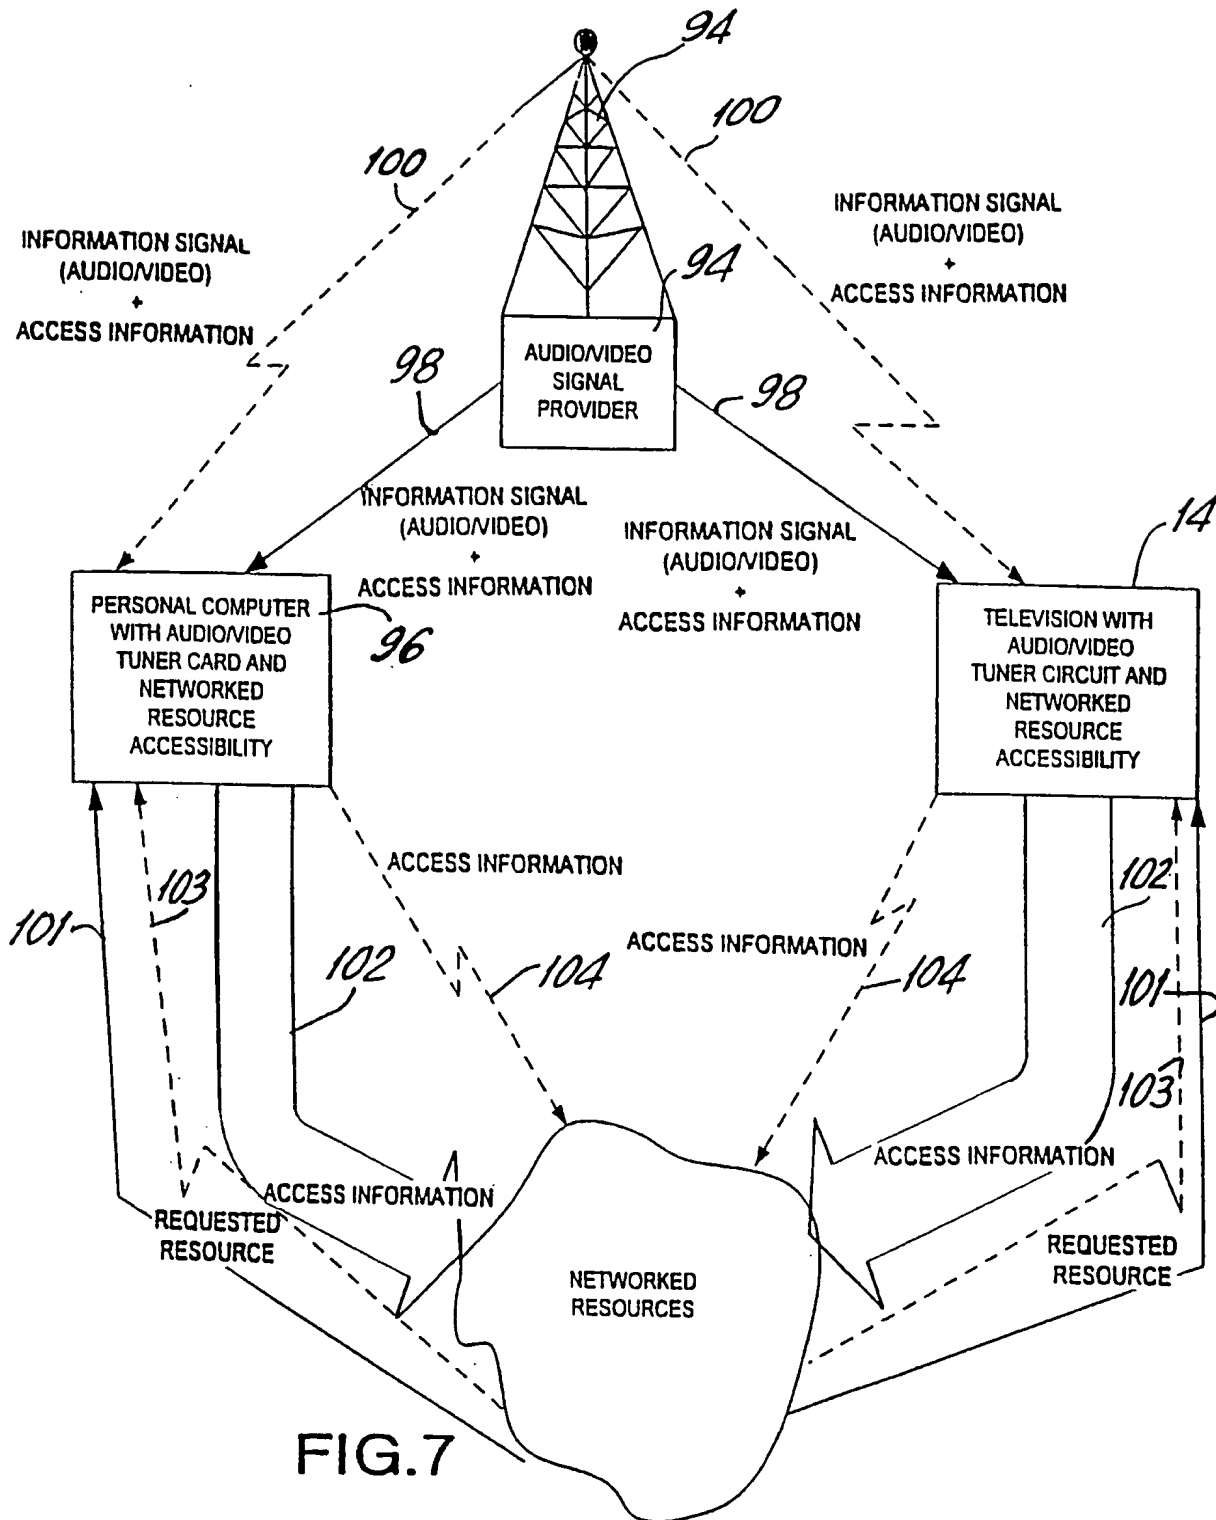 94
100
100
INFORMATION SIGNAL
(AUDIO/VIDEO)
+
ACCESS INFORMATION
INFORMATION SIGNAL
(AUDIO/VIDEO)
+
ACCESS INFORMATION
94
AUDIO/VIDEO
SIGNAL
PROVIDER
98
98
INFORMATION SIGNAL
(AUDIO/VIDEO)
+
ACCESS INFORMATION
INFORMATION SIGNAL
(AUDIO/VIDEO)
+
ACCESS INFORMATION
14
PERSONAL COMPUTER
WITH AUDIO/VIDEO
TUNER CARD AND
NETWORKED
RESOURCE
ACCESSIBILITY
96
TELEVISION WITH
AUDIO/VIDEO
TUNER CIRCUIT AND
NETWORKED
RESOURCE
ACCESSIBILITY
ACCESS INFORMATION
103
101
102
104
ACCESS INFORMATION
104
102
101
103
ACCESS INFORMATION
REQUESTED
RESOURCE
ACCESS INFORMATION
REQUESTED
RESOURCE
NETWORKED
RESOURCES
FIG.7